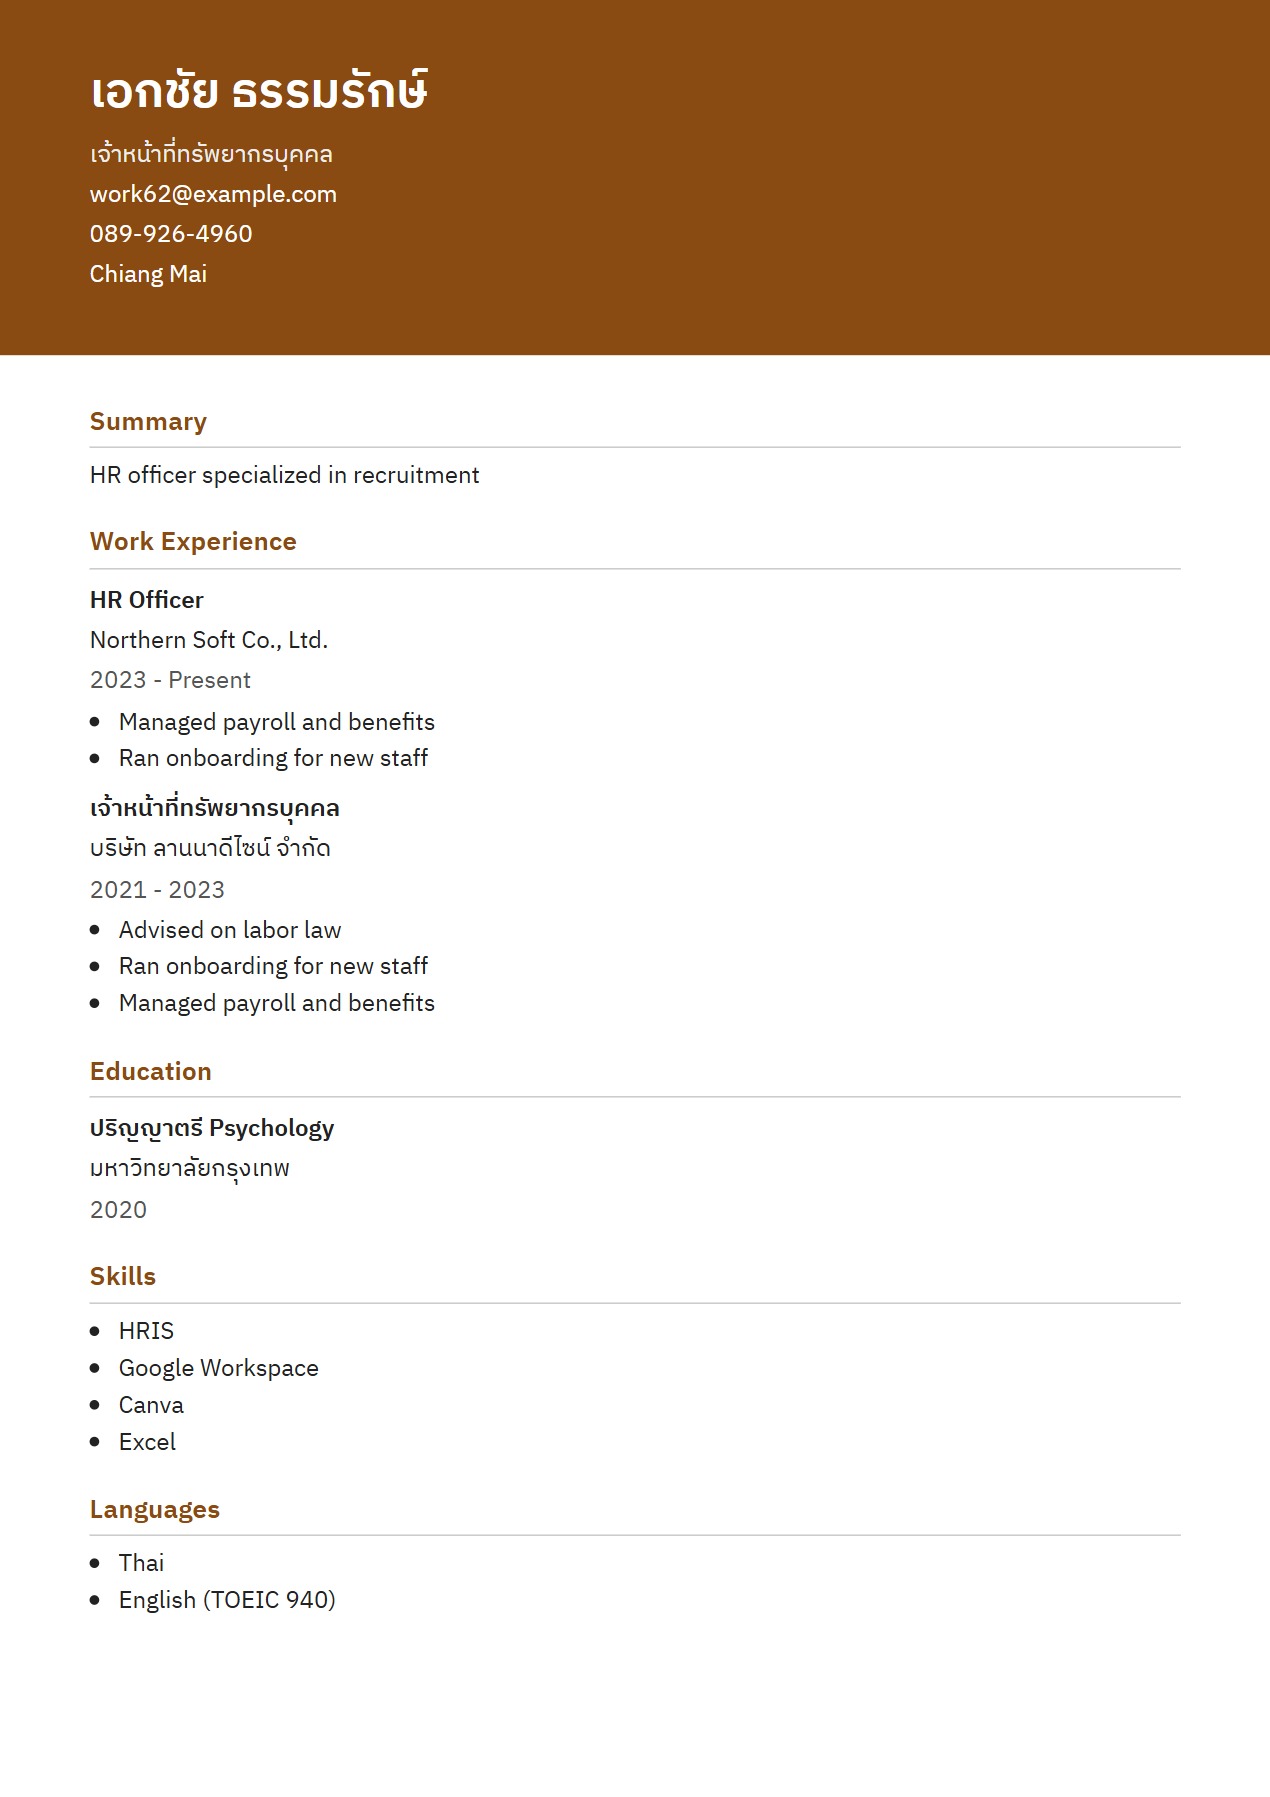 เอกชัย ธรรมรักษ์
เจ้าหน้าที่ทรัพยากรบุคคล
work62@example.com
089-926-4960
Chiang Mai
Summary
HR officer specialized in recruitment
Work Experience
HR Officer
Northern Soft Co., Ltd.
2023 - Present
• Managed payroll and benefits
• Ran onboarding for new staff
เจ้าหน้าที่ทรัพยากรบุคคล
บริษัท ลานนาดีไซน์ จำกัด
2021 - 2023
• Advised on labor law
• Ran onboarding for new staff
• Managed payroll and benefits
Education
ปริญญาตรี Psychology
มหาวิทยาลัยกรุงเทพ
2020
Skills
• HRIS
• Google Workspace
• Canva
• Excel
Languages
• Thai
• English (TOEIC 940)